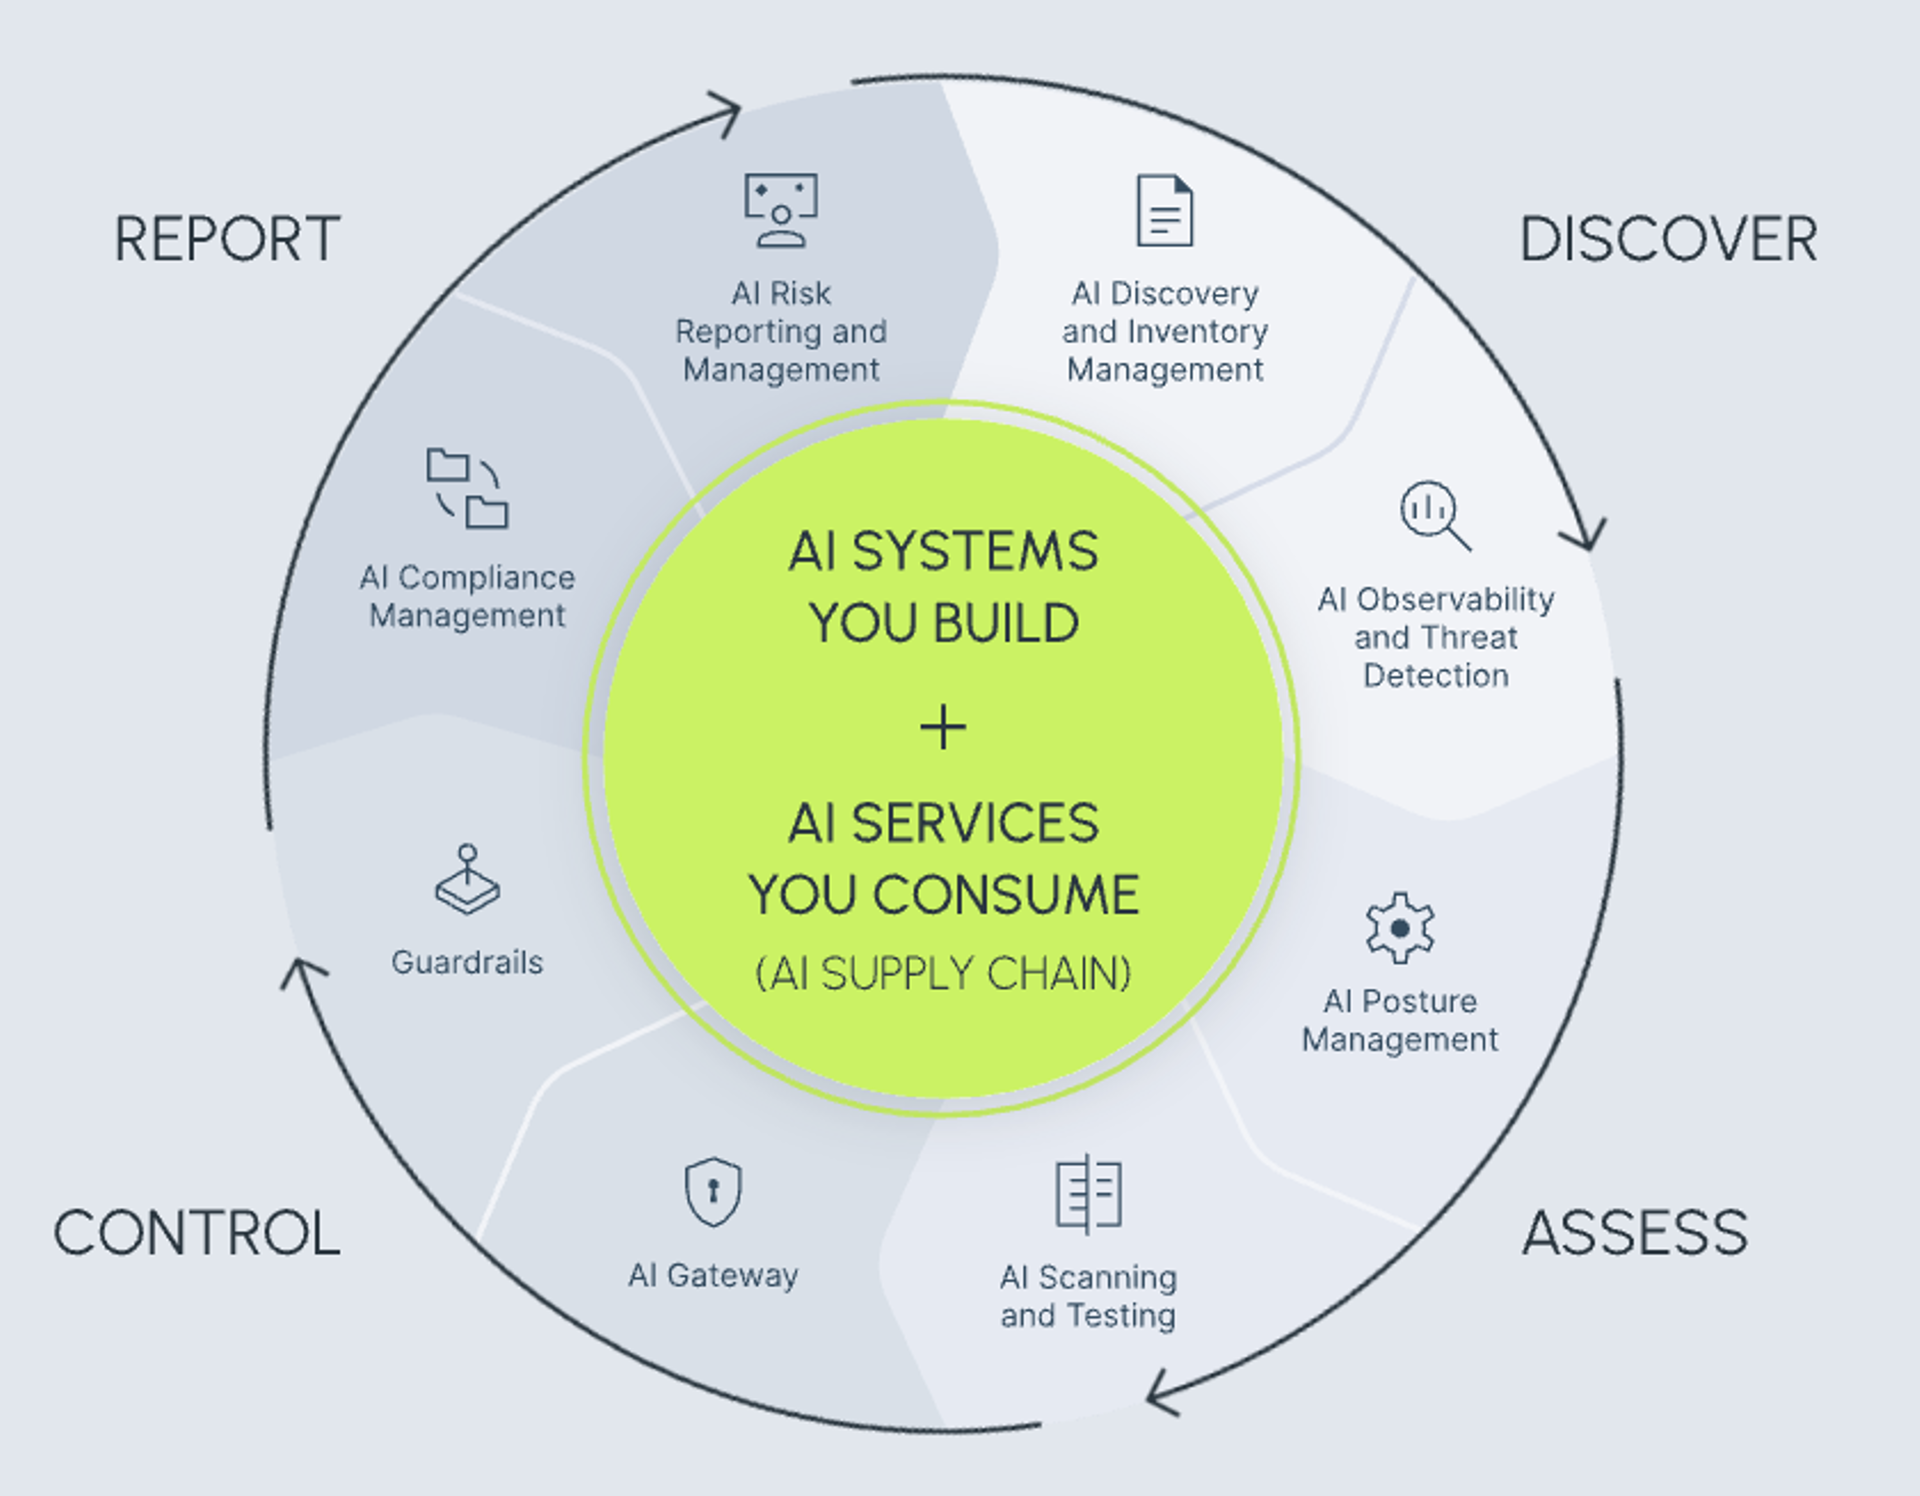 REPORT
DISCOVER
AI Risk
Reporting and
Management
AI Discovery
and Inventory
Management
AI Observability
and Threat
Detection
AI Posture
Management
ASSESS
AI Scanning
and Testing
AI Gateway
CONTROL
Guardrails
AI Compliance
Management
AI SYSTEMS
YOU BUILD
+
AI SERVICES
YOU CONSUME
(AI SUPPLY CHAIN)